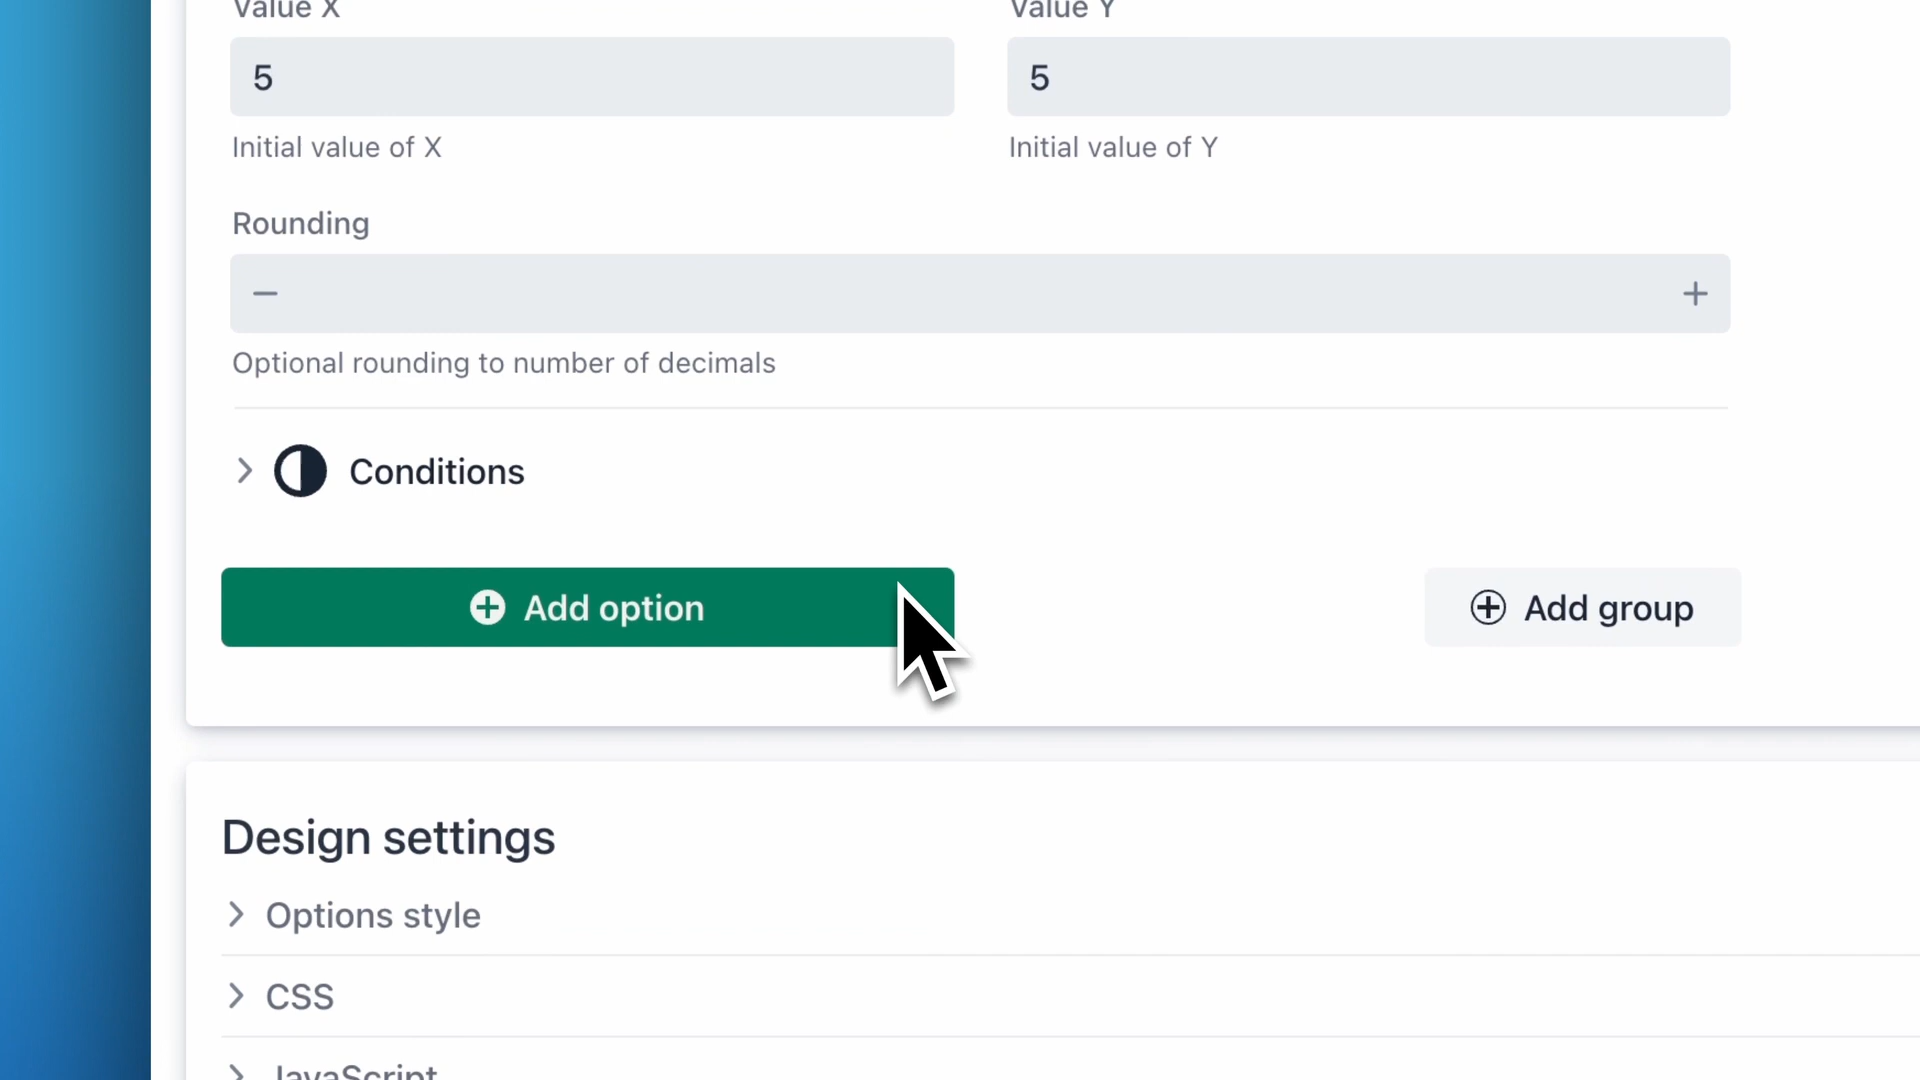 Value X
Value Y
5
5
Initial value of X
Initial value of Y
Rounding
Optional rounding to number of decimals
Conditions
Add option
Add group
Design settings
Options style
CSS
JavaScript